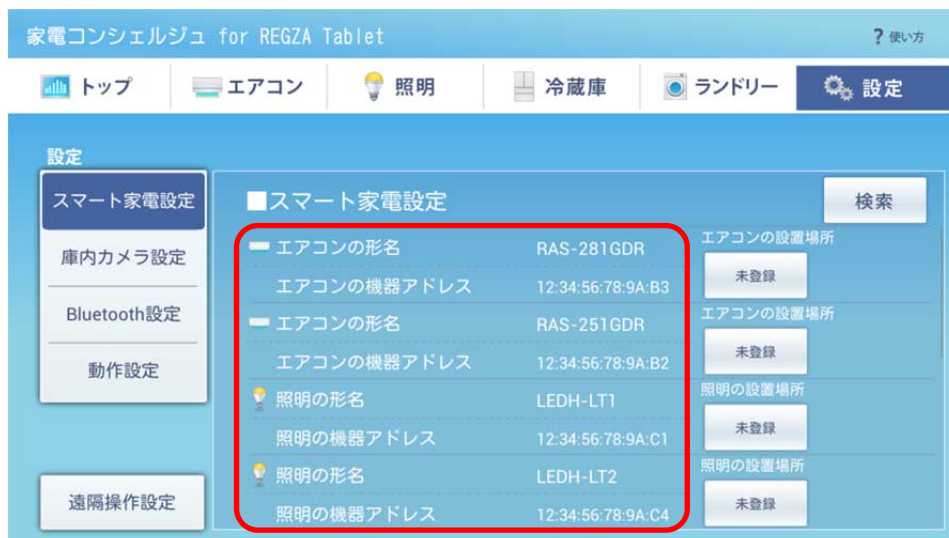 家電コンシェルジュ for REGZA Tablet
? 使い方
トップ
エアコン
照明
冷蔵庫
ランドリー
設定
設定
スマート家電設定
庫内カメラ設定
Bluetooth設定
動作設定
遠隔操作設定
■スマート家電設定
検索
エアコンの形名 RAS-281GDR
エアコンの設置場所
エアコンの機器アドレス 12:34:56:78:9A:B3
未登録
エアコンの形名 RAS-251GDR
エアコンの設置場所
エアコンの機器アドレス 12:34:56:78:9A:B2
未登録
照明の形名 LEDH-LT1
照明の設置場所
照明の機器アドレス 12:34:56:78:9A:C1
未登録
照明の形名 LEDH-LT2
照明の設置場所
照明の機器アドレス 12:34:56:78:9A:C4
未登録